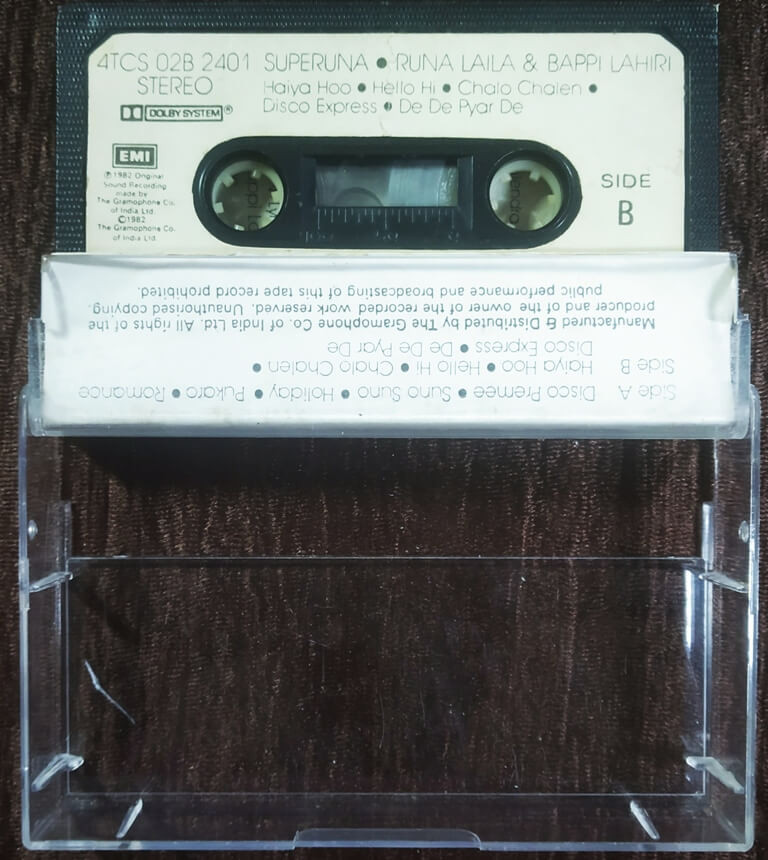 4TCS 02B 2401 SUPERUNA • RUNA LAILA & BAPPI LAHIRI
STEREO
Haiya Hoo • Hello Hi • Chalo Chalen •
Disco Express • De De Pyar De
DOLBY SYSTEM®
EMI
℗1982 Original
Sound Recording
made by
The Gramophone Co.
of India Ltd.
©1982
The Gramophone Co.
of India Ltd.
SIDE
B
Side A Disco Premee • Suno Suno • Holiday • Pukaro • Romance
Side B Haiya Hoo • Hello Hi • Chalo Chalen •
Disco Express • De De Pyar De
Manufactured & Distributed by The Gramophone Co. of India Ltd. All rights of the
producer and of the owner of the recorded work reserved. Unauthorised copying,
public performance and broadcasting of this tape record prohibited.